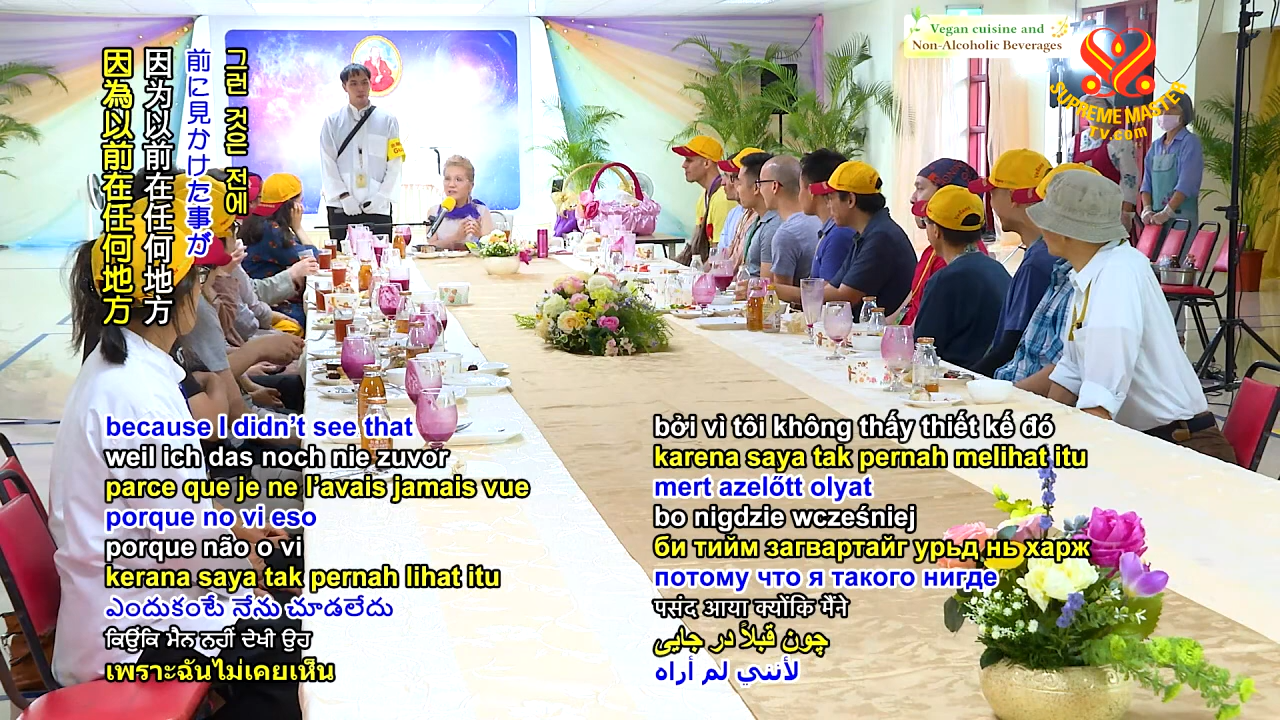 Vegan cuisine and
Non-Alcoholic Beverages
SUPREME MASTER
TV.com
因為以前在任何地方
因为以前在任何地方
前に見かけた事が
그런 것은 전에
because I didn't see that
weil ich das noch nie zuvor
parce que je ne l'avais jamais vue
porque no vi eso
porque não o vi
kerana saya tak pernah lihat itu
ఎందుకంటే నేను చూడలేదు
ਕਿਉਂਕਿ ਮੈਨ ਨਹੀਂ ਦੇਖੀ ਉਹ
เพราะฉันไม่เคยเห็น
bởi vì tôi không thấy thiết kế đó
karena saya tak pernah melihat itu
mert azelőtt olyat
bo nigdzie wcześniej
би тийм загвартайг урьд нь харж
потому что я такого нигде
पसंद आया क्योंकि मैंने
چون قبلاً در جایی
لأنني لم أراه